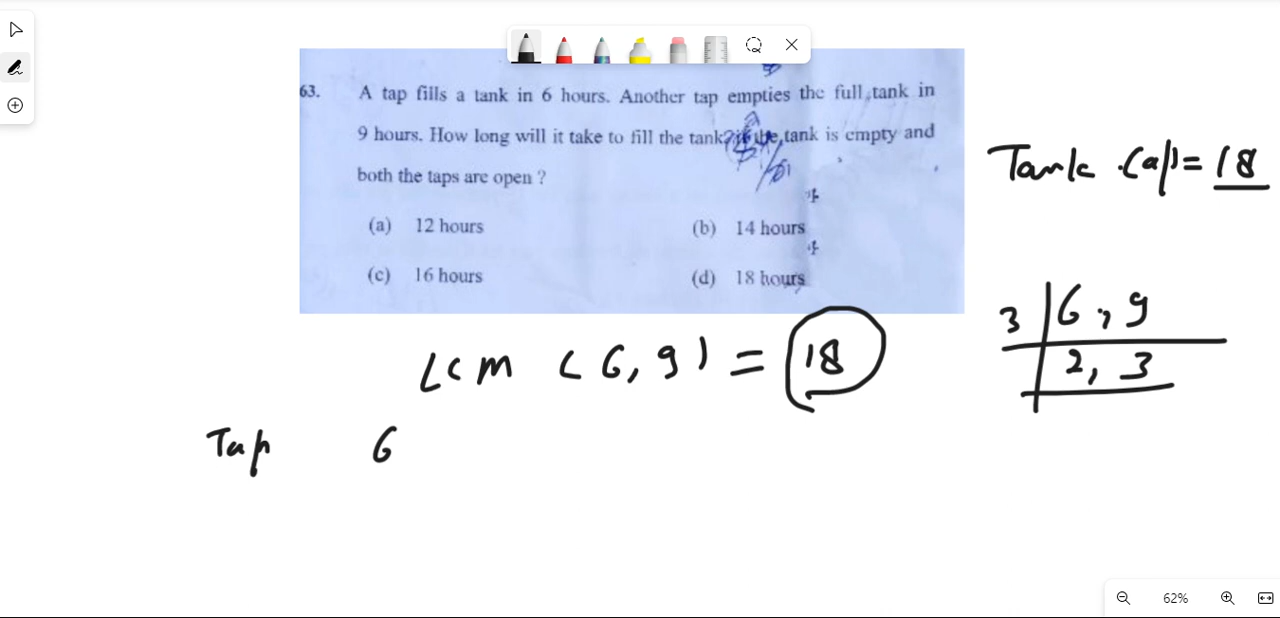 63. A tap fills a tank in 6 hours. Another tap empties the full tank in
9 hours. How long will it take to fill the tank? if the tank is empty and
both the taps are open ?
(a) 12 hours (b) 14 hours
(c) 16 hours (d) 18 hours
Tank Cap = 18
3 6, 9
2, 3
LCM (6, 9) = 18
Tap 6
62%